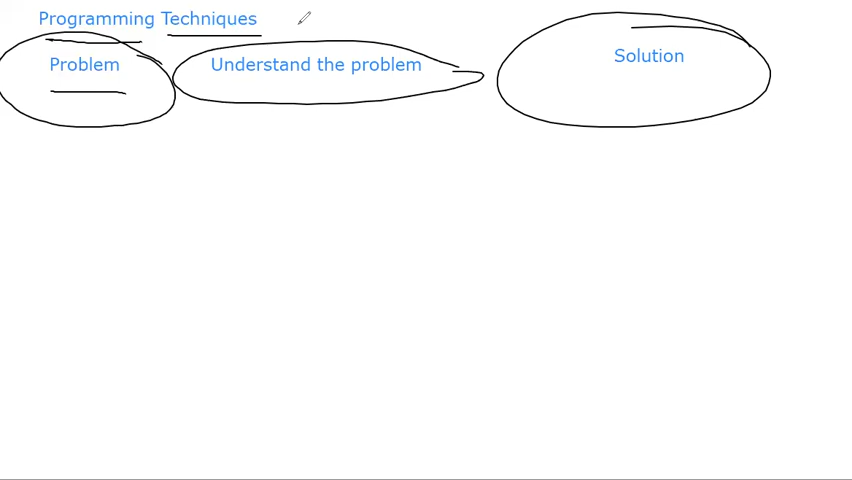 Programming Techniques
Problem Understand the problem Solution